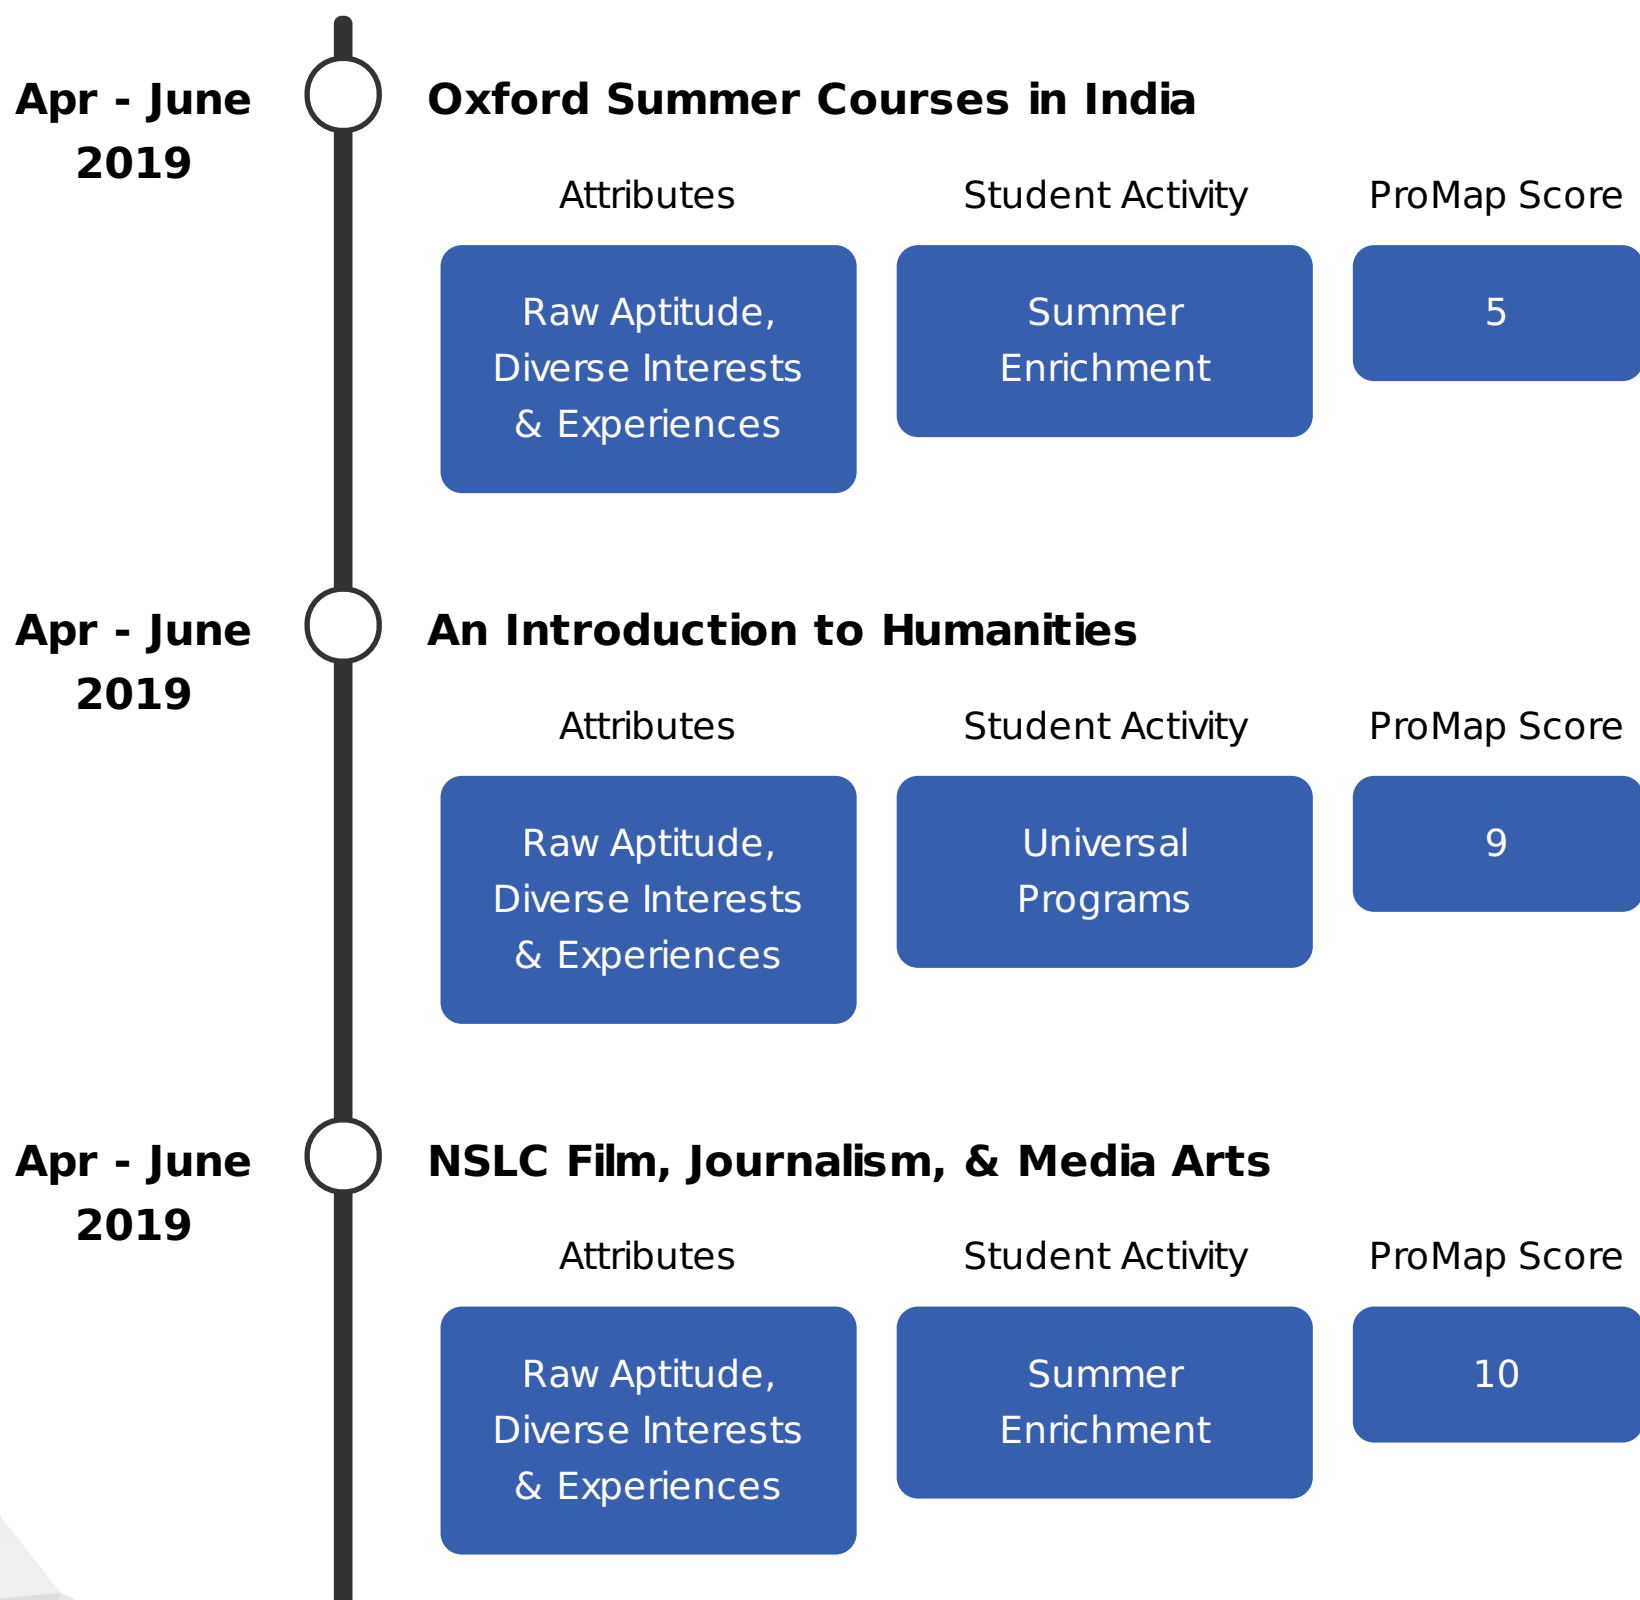 Apr - June
2019
Oxford Summer Courses in India
Attributes
Student Activity
ProMap Score
Raw Aptitude,
Diverse Interests
& Experiences
Summer
Enrichment
5
Apr - June
2019
An Introduction to Humanities
Attributes
Student Activity
ProMap Score
Raw Aptitude,
Diverse Interests
& Experiences
Universal
Programs
9
Apr - June
2019
NSLC Film, Journalism, & Media Arts
Attributes
Student Activity
ProMap Score
Raw Aptitude,
Diverse Interests
& Experiences
Summer
Enrichment
10